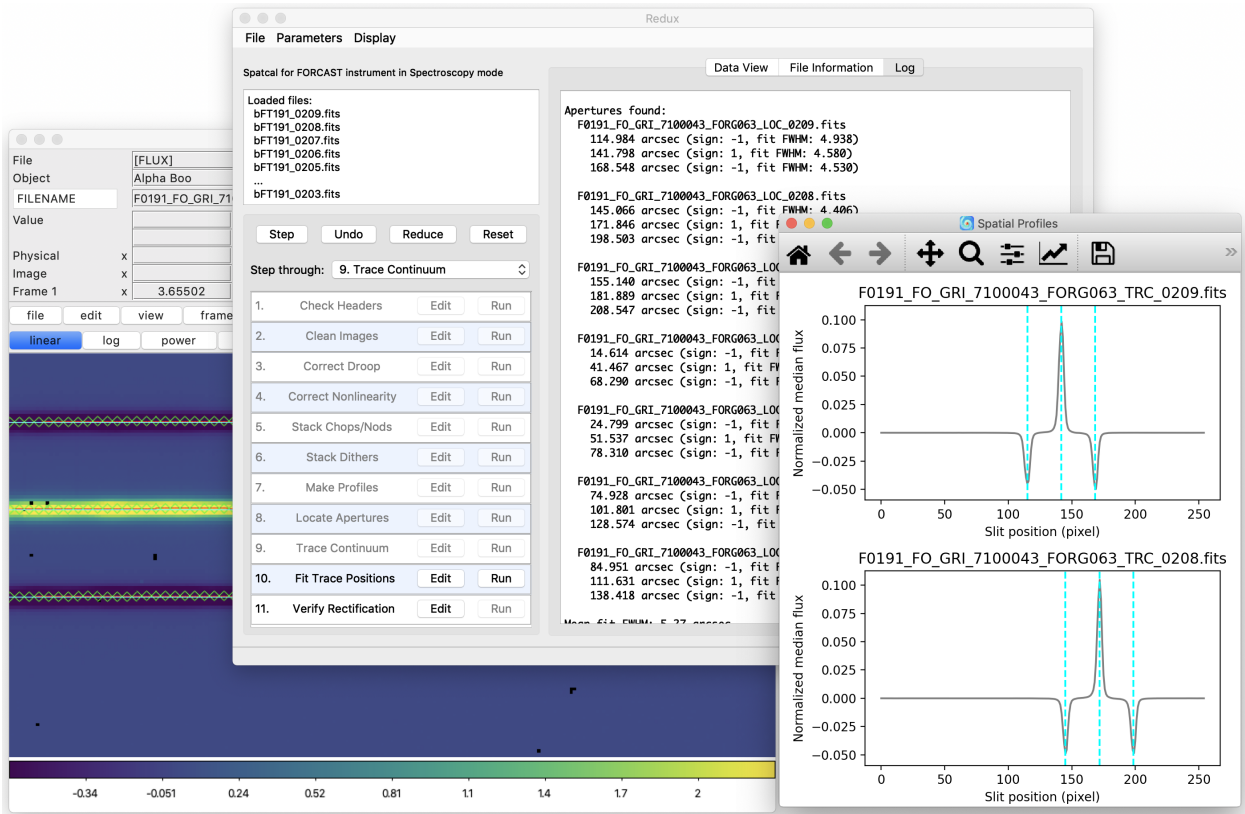 Redux
File Parameters Display
Spatcal for FORCAST instrument in Spectroscopy mode
Loaded files:
bFT191_0209.fits
bFT191_0208.fits
bFT191_0207.fits
bFT191_0206.fits
bFT191_0205.fits
...
bFT191_0203.fits
Step Undo Reduce Reset
Step through: 9. Trace Continuum
1. Check Headers Edit Run
2. Clean Images Edit Run
3. Correct Droop Edit Run
4. Correct Nonlinearity Edit Run
5. Stack Chops/Nods Edit Run
6. Stack Dithers Edit Run
7. Make Profiles Edit Run
8. Locate Apertures Edit Run
9. Trace Continuum Edit Run
10. Fit Trace Positions Edit Run
11. Verify Rectification Edit Run
Data View File Information Log
Apertures found:
F0191_FO_GRI_7100043_FORG063_LOC_0209.fits
114.984 arcsec (sign: -1, fit FWHM: 4.938)
141.798 arcsec (sign: 1, fit FWHM: 4.580)
168.548 arcsec (sign: -1, fit FWHM: 4.530)
F0191_FO_GRI_7100043_FORG063_LOC_0208.fits
145.066 arcsec (sign: -1, fit FWHM: 4.406)
171.846 arcsec (sign: 1, fit
198.503 arcsec (sign: -1, fit
F0191_FO_GRI_7100043_FORG063_LOC
155.140 arcsec (sign: -1, fit
181.889 arcsec (sign: 1, fit
208.547 arcsec (sign: -1, fit
F0191_FO_GRI_7100043_FORG063_LOC
14.614 arcsec (sign: -1, fit
41.467 arcsec (sign: 1, fit
68.290 arcsec (sign: -1, fit
F0191_FO_GRI_7100043_FORG063_LOC
24.799 arcsec (sign: -1, fit
51.537 arcsec (sign: 1, fit
78.310 arcsec (sign: -1, fit
F0191_FO_GRI_7100043_FORG063_LOC
74.928 arcsec (sign: -1, fit
101.801 arcsec (sign: 1, fit
128.574 arcsec (sign: -1, fit
F0191_FO_GRI_7100043_FORG063_LOC
84.951 arcsec (sign: -1, fit
111.631 arcsec (sign: 1, fit
138.418 arcsec (sign: -1, fit
File [FLUX]
Object Alpha Boo
FILENAME F0191_FO_GRI_71
Value
Physical x
Image x
Frame 1 x 3.65502
file edit view frame
linear log power
-0.34 -0.051 0.24 0.52 0.81 1.1 1.4 1.7 2
Spatial Profiles
F0191_FO_GRI_7100043_FORG063_TRC_0209.fits
Normalized median flux
0.100
0.075
0.050
0.025
0.000
−0.025
−0.050
0 50 100 150 200 250
Slit position (pixel)
F0191_FO_GRI_7100043_FORG063_TRC_0208.fits
Normalized median flux
0.100
0.075
0.050
0.025
0.000
−0.025
−0.050
0 50 100 150 200 250
Slit position (pixel)